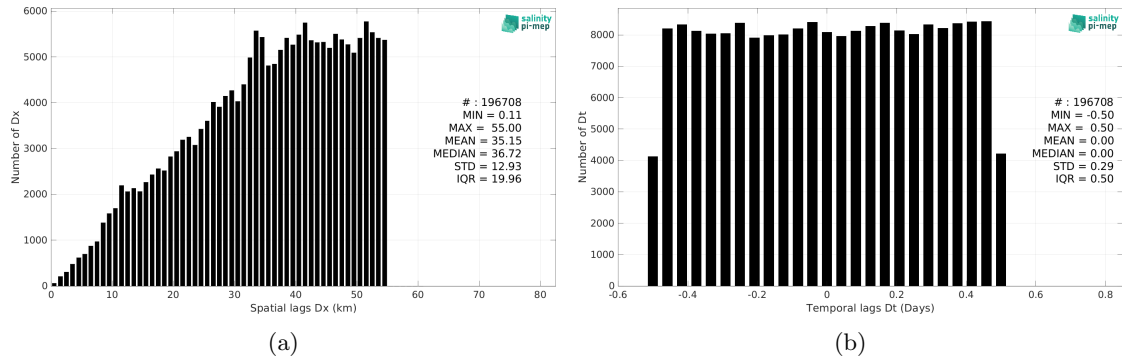 6000
5000
4000
3000
2000
1000
0
Number of Dx
salinity
pi-mep
# : 196708
MIN = 0.11
MAX = 55.00
MEAN = 35.15
MEDIAN = 36.72
STD = 12.93
IQR = 19.96
0 10 20 30 40 50 60 70 80
Spatial lags Dx (km)
(a)
9000
8000
7000
6000
5000
4000
3000
2000
1000
0
Number of Dt
salinity
pi-mep
# : 196708
MIN = -0.50
MAX = 0.50
MEAN = 0.00
MEDIAN = 0.00
STD = 0.29
IQR = 0.50
-0.6 -0.4 -0.2 0 0.2 0.4 0.6 0.8
Temporal lags Dt (Days)
(b)